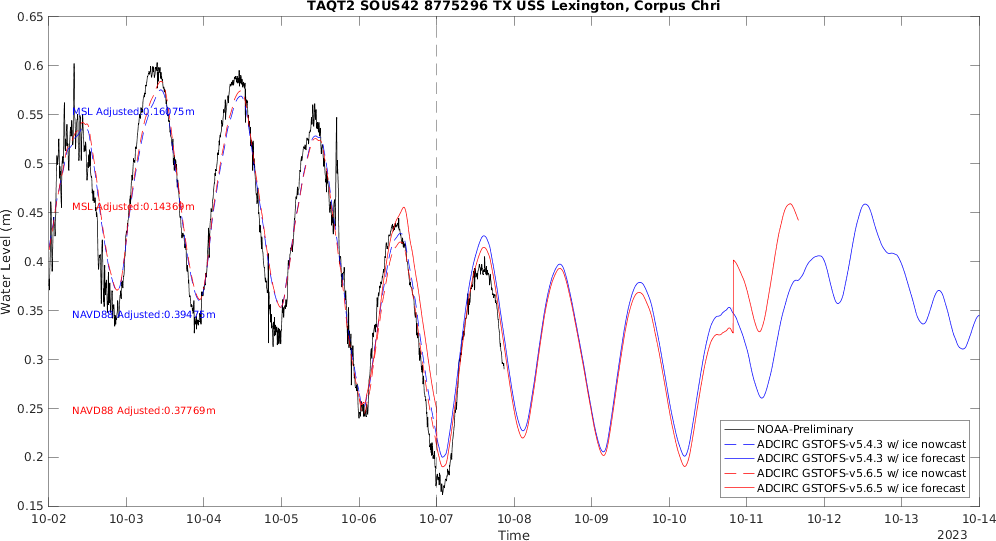 TAQT2 SOUS42 8775296 TX USS Lexington, Corpus Chri
0.65
0.6
0.55
0.5
0.45
0.4
0.35
0.3
0.25
0.2
0.15
Water Level (m)
MSL Adjusted:0.16075m
MSL Adjusted:0.14369m
NAVD88 Adjusted:0.39475m
NAVD88 Adjusted:0.37769m
NOAA-Preliminary
ADCIRC GSTOFS-v5.4.3 w/ ice nowcast
ADCIRC GSTOFS-v5.4.3 w/ ice forecast
ADCIRC GSTOFS-v5.6.5 w/ ice nowcast
ADCIRC GSTOFS-v5.6.5 w/ ice forecast
10-02 10-03 10-04 10-05 10-06 10-07 10-08 10-09 10-10 10-11 10-12 10-13 10-14
Time
2023